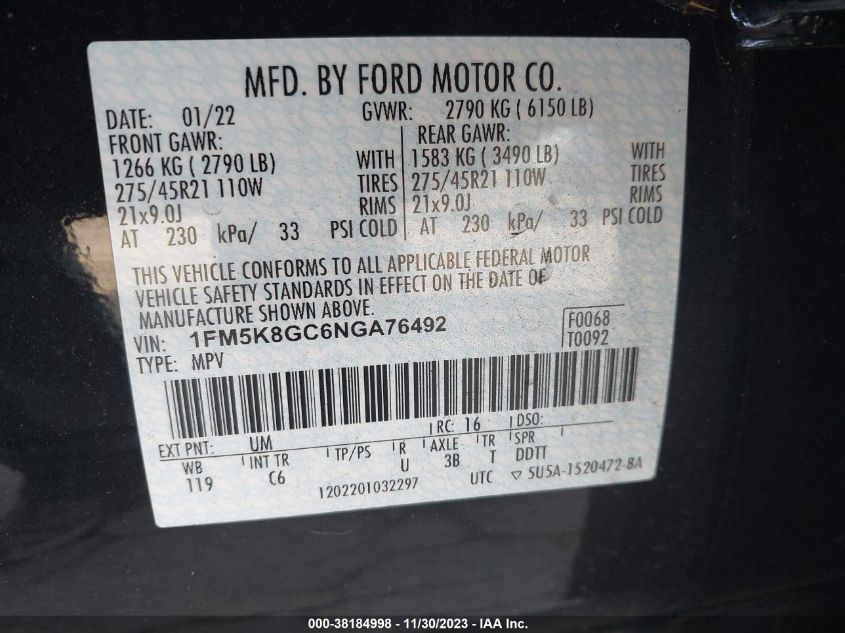 MFD. BY FORD MOTOR CO.
DATE: 01/22 GVWR: 2790 KG ( 6150 LB)
FRONT GAWR: REAR GAWR:
1266 KG ( 2790 LB) WITH 1583 KG ( 3490 LB) WITH
275/45R21 110W TIRES 275/45R21 110W TIRES
21x9.0J RIMS 21x9.0J RIMS
AT 230 kPa/ 33 PSI COLD AT 230 kPa/ 33 PSI COLD
THIS VEHICLE CONFORMS TO ALL APPLICABLE FEDERAL MOTOR
VEHICLE SAFETY STANDARDS IN EFFECT ON THE DATE OF
MANUFACTURE SHOWN ABOVE.
VIN: 1FM5K8GC6NGA76492 F0068
TYPE: MPV T0092
EXT PNT: UM RC: 16 DSO:
WB INT TR TP/PS R AXLE TR SPR
119 C6 U 3B T DDTT
1202201032297 UTC ▽ 5U5A-1520472-BA
000-38184998 - 11/30/2023 - IAA Inc.